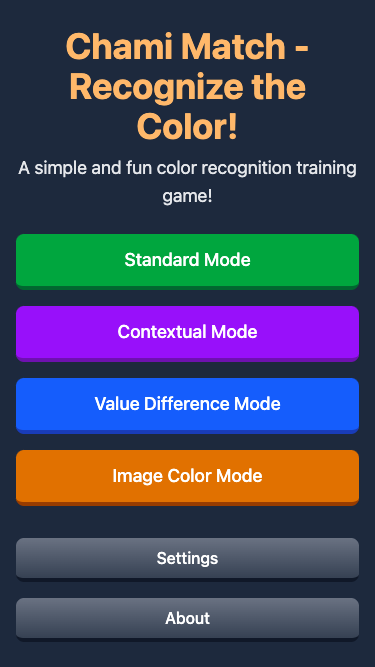 Chami Match -
Recognize the
Color!
A simple and fun color recognition training
game!
Standard Mode
Contextual Mode
Value Difference Mode
Image Color Mode
Settings
About